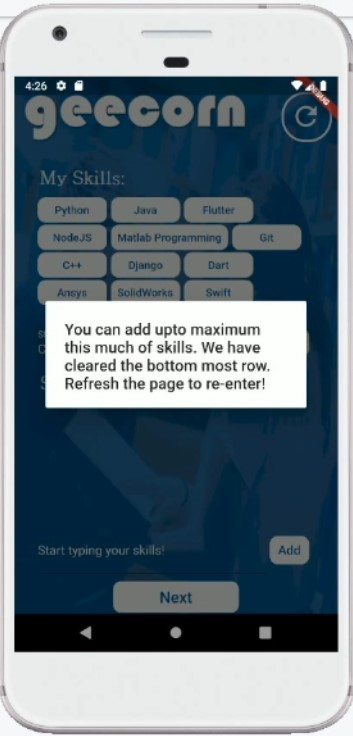 4:26
DEBUG
geecorn
My Skills:
Python Java Flutter
NodeJS Matlab Programming Git
C++ Django Dart
Ansys SolidWorks Swift
You can add upto maximum
this much of skills. We have
cleared the bottom most row.
Refresh the page to re-enter!
Start typing your skills! Add
Next